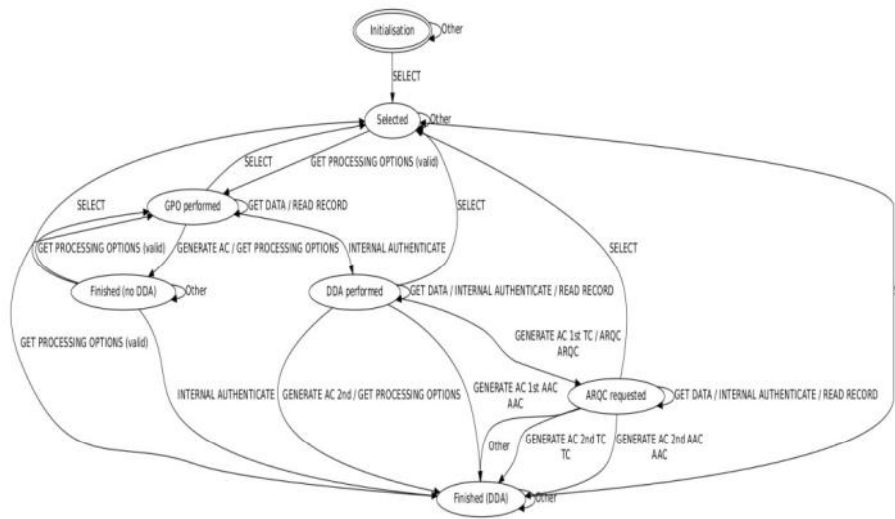 Initialisation
Other
SELECT
Selected
Other
GET PROCESSING OPTIONS (valid)
SELECT
GPO performed
GET DATA / READ RECORD
SELECT
SELECT
GET PROCESSING OPTIONS (valid)
GENERATE AC / GET PROCESSING OPTIONS
INTERNAL AUTHENTICATE
SELECT
Finished (no DDA)
Other
DDA performed
GET DATA / INTERNAL AUTHENTICATE / READ RECORD
GET PROCESSING OPTIONS (valid)
GENERATE AC 1st TC / ARQC
ARQC
INTERNAL AUTHENTICATE
GENERATE AC 2nd / GET PROCESSING OPTIONS
GENERATE AC 1st AAC
AAC
ARQC requested
GET DATA / INTERNAL AUTHENTICATE / READ RECORD
Other
GENERATE AC 2nd TC
TC
GENERATE AC 2nd AAC
AAC
Finished (DDA)
Other